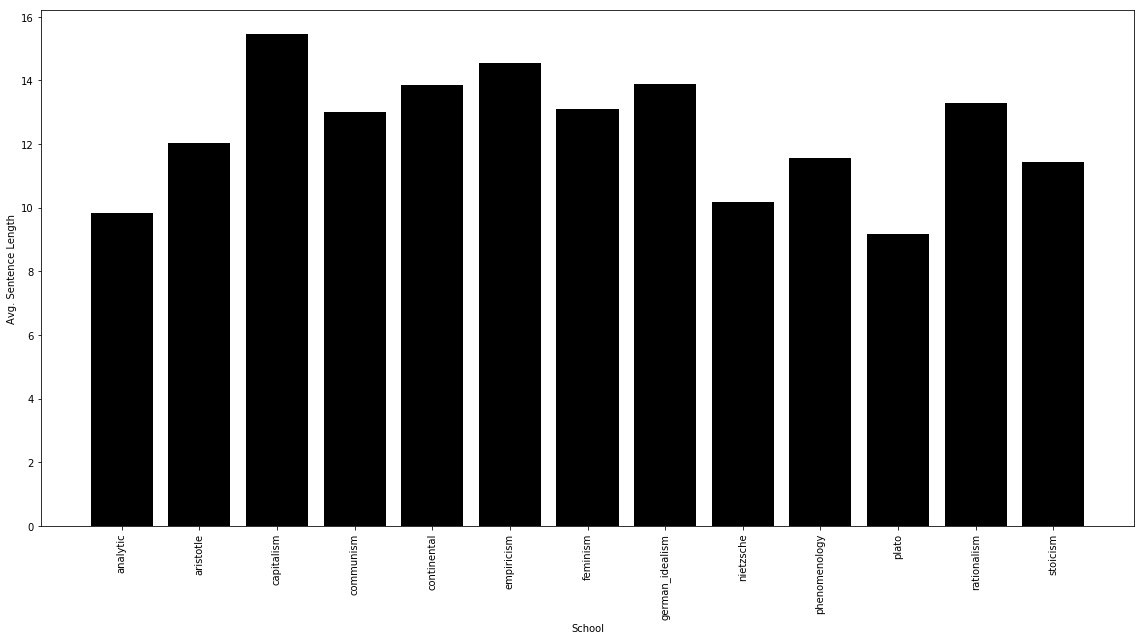 16
14
12
10
8
6
4
2
0
Avg. Sentence Length
analytic
aristotle
capitalism
communism
continental
empiricism
feminism
german_idealism
nietzsche
phenomenology
plato
rationalism
stoicism
School